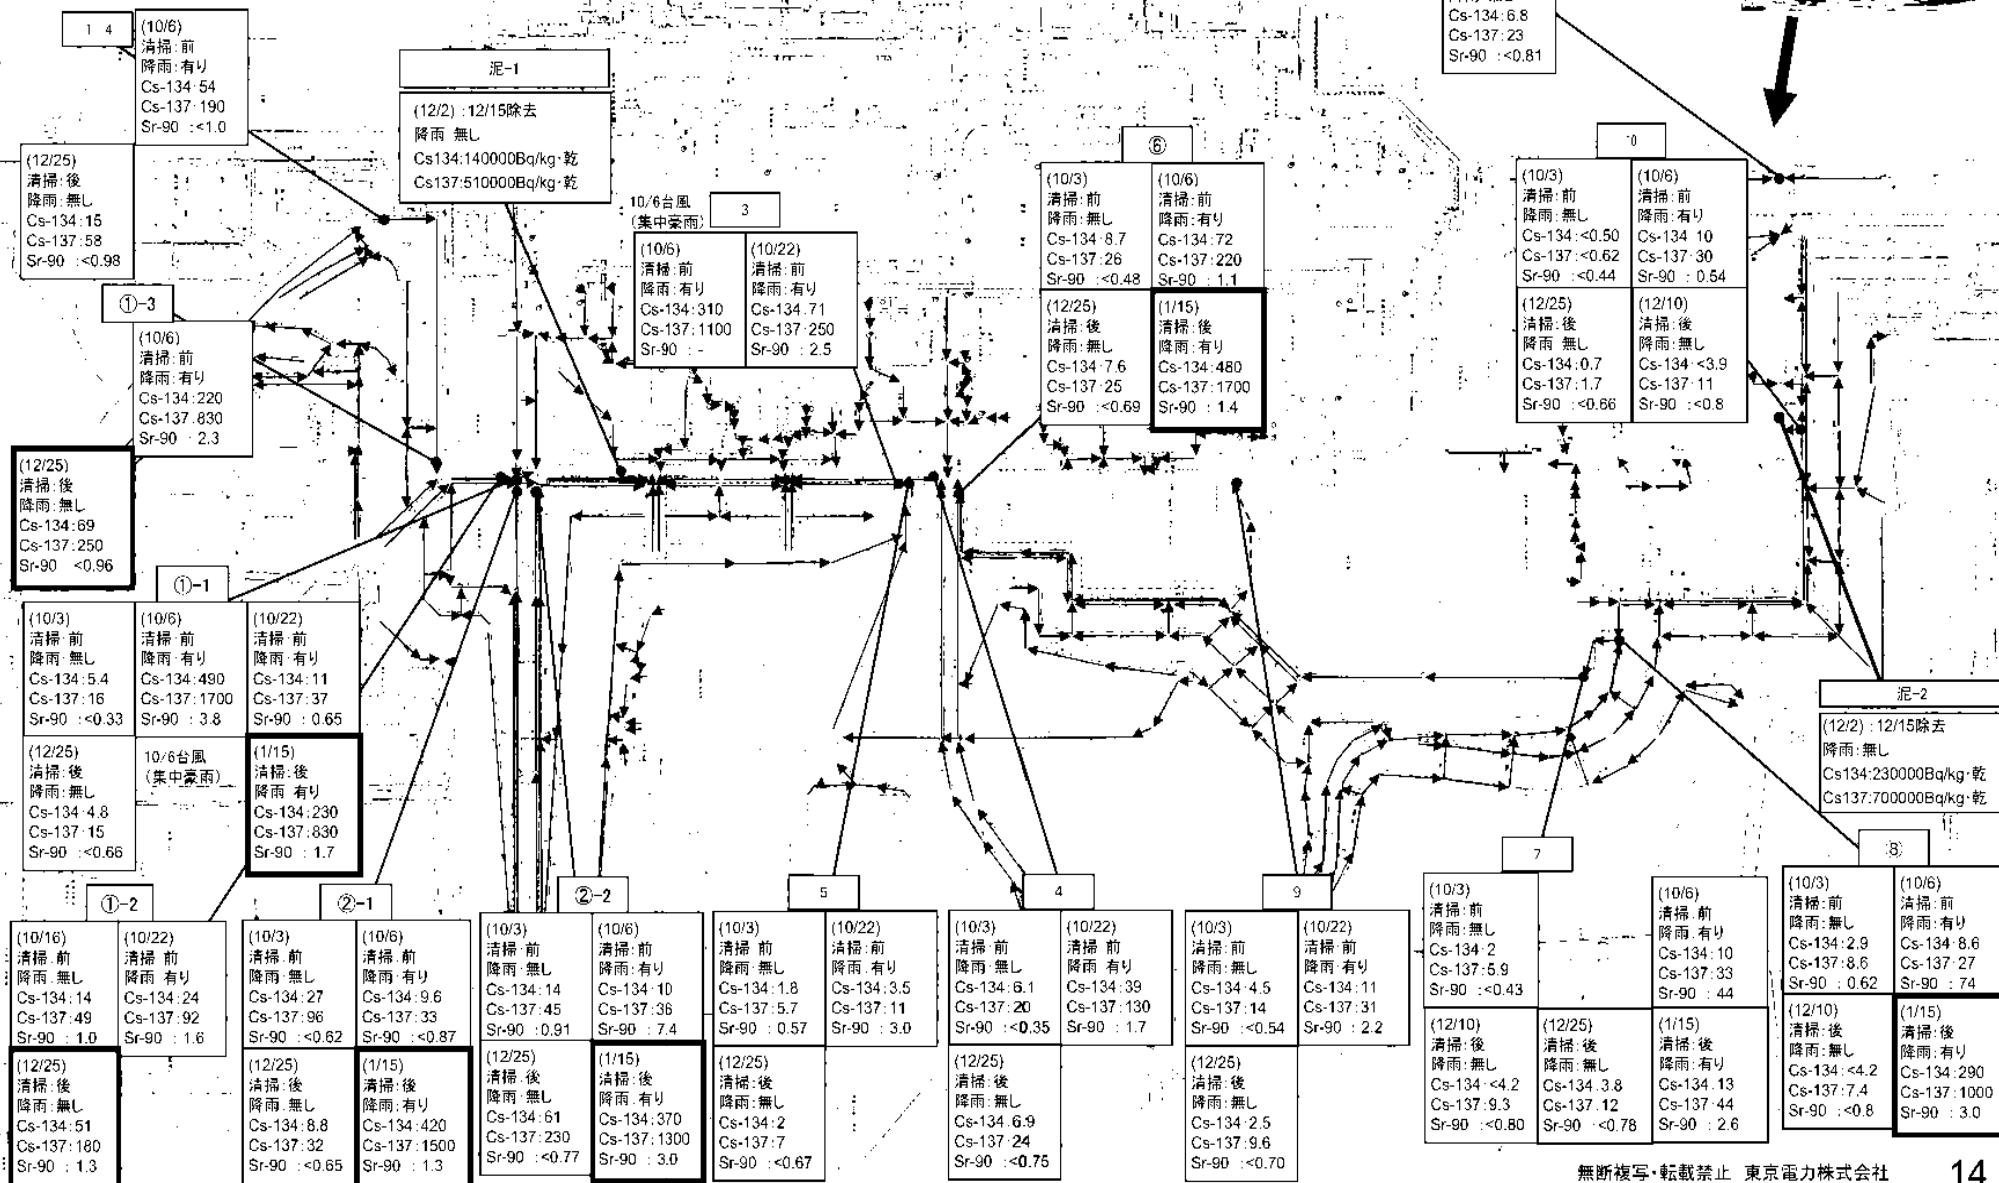 1 4
(10/6)
清掃:前
降雨:有り
Cs-134:54
Cs-137:190
Sr-90 :<1.0
(12/25)
清掃:後
降雨:無し
Cs-134:15
Cs-137:58
Sr-90 :<0.98
泥-1
(12/2) :12/15除去
降雨 無し
Cs134:140000Bq/kg・乾
Cs137:510000Bq/kg・乾
Cs-134:6.8
Cs-137:23
Sr-90 :<0.81
10/6台風
(集中豪雨)
3
(10/6)
清掃:前
降雨:有り
Cs-134:310
Cs-137:1100
Sr-90 : -
(10/22)
清掃:前
降雨:有り
Cs-134:71
Cs-137:250
Sr-90 : 2.5
⑥
(10/3)
清掃:前
降雨:無し
Cs-134:8.7
Cs-137:26
Sr-90 :<0.48
(10/6)
清掃:前
降雨:有り
Cs-134:72
Cs-137:220
Sr-90 : 1.1
(12/25)
清掃:後
降雨:無し
Cs-134:7.6
Cs-137:25
Sr-90 :<0.69
(1/15)
清掃:後
降雨:有り
Cs-134:480
Cs-137:1700
Sr-90 : 1.4
10
(10/3)
清掃:前
降雨:無し
Cs-134:<0.50
Cs-137:<0.62
Sr-90 :<0.44
(10/6)
清掃:前
降雨:有り
Cs-134 10
Cs-137:30
Sr-90 : 0.54
(12/25)
清掃:後
降雨 無し
Cs-134:0.7
Cs-137:1.7
Sr-90 :<0.66
(12/10)
清掃:後
降雨:無し
Cs-134:<3.9
Cs-137:11
Sr-90 :<0.8
①-3
(10/6)
清掃:前
降雨:有り
Cs-134:220
Cs-137:830
Sr-90 : 2.3
(12/25)
清掃:後
降雨:無し
Cs-134:69
Cs-137:250
Sr-90 <0.96
①-1
(10/3)
清掃:前
降雨:無し
Cs-134:5.4
Cs-137:16
Sr-90 :<0.33
(10/6)
清掃:前
降雨:有り
Cs-134:490
Cs-137:1700
Sr-90 : 3.8
(10/22)
清掃:前
降雨:有り
Cs-134:11
Cs-137:37
Sr-90 : 0.65
(12/25)
清掃:後
降雨:無し
Cs-134:4.8
Cs-137:15
Sr-90 :<0.66
10/6台風
(集中豪雨)
(1/15)
清掃:後
降雨 有り
Cs-134:230
Cs-137:830
Sr-90 : 1.7
泥-2
(12/2) :12/15除去
降雨:無し
Cs134:230000Bq/kg・乾
Cs137:700000Bq/kg・乾
①-2
(10/16)
清掃:前
降雨:無し
Cs-134:14
Cs-137:49
Sr-90 : 1.0
(10/22)
清掃 前
降雨 有り
Cs-134:24
Cs-137:92
Sr-90 : 1.6
(12/25)
清掃:後
降雨:無し
Cs-134:51
Cs-137:180
Sr-90 : 1.3
②-1
(10/3)
清掃:前
降雨:無し
Cs-134:27
Cs-137:96
Sr-90 :<0.62
(10/6)
清掃:前
降雨:有り
Cs-134:9.6
Cs-137:33
Sr-90 :<0.87
(12/25)
清掃:後
降雨:無し
Cs-134:8.8
Cs-137:32
Sr-90 :<0.65
(1/15)
清掃:後
降雨:有り
Cs-134:420
Cs-137:1500
Sr-90 : 1.3
②-2
(10/3)
清掃:前
降雨:無し
Cs-134:14
Cs-137:45
Sr-90 :0.91
(10/6)
清掃:前
降雨:有り
Cs-134:10
Cs-137:36
Sr-90 : 7.4
(12/25)
清掃:後
降雨:無し
Cs-134:61
Cs-137:230
Sr-90 :<0.77
(1/15)
清掃:後
降雨:有り
Cs-134:370
Cs-137:1300
Sr-90 : 3.0
5
(10/3)
清掃 前
降雨:無し
Cs-134:1.8
Cs-137:5.7
Sr-90 : 0.57
(10/22)
清掃:前
降雨:有り
Cs-134:3.5
Cs-137:11
Sr-90 : 3.0
(12/25)
清掃:後
降雨:無し
Cs-134:2
Cs-137:7
Sr-90 :<0.67
4
(10/3)
清掃:前
降雨:無し
Cs-134:6.1
Cs-137:20
Sr-90 :<0.35
(10/22)
清掃 前
降雨 有り
Cs-134:39
Cs-137:130
Sr-90 : 1.7
(12/25)
清掃:後
降雨:無し
Cs-134:6.9
Cs-137:24
Sr-90 :<0.75
9
(10/3)
清掃:前
降雨:無し
Cs-134:4.5
Cs-137:14
Sr-90 :<0.54
(10/22)
清掃:前
降雨:有り
Cs-134:11
Cs-137:31
Sr-90 : 2.2
(12/25)
清掃:後
降雨:無し
Cs-134:2.5
Cs-137:9.6
Sr-90 :<0.70
7
(10/3)
清掃:前
降雨:無し
Cs-134:2
Cs-137:5.9
Sr-90 :<0.43
(10/6)
清掃:前
降雨:有り
Cs-134:10
Cs-137:33
Sr-90 : 44
(12/10)
清掃:後
降雨:無し
Cs-134:<4.2
Cs-137:9.3
Sr-90 :<0.80
(12/25)
清掃:後
降雨:無し
Cs-134:3.8
Cs-137:12
Sr-90 :<0.78
(1/15)
清掃:後
降雨:有り
Cs-134:13
Cs-137:44
Sr-90 : 2.6
⑧
(10/3)
清掃:前
降雨:無し
Cs-134:2.9
Cs-137:8.6
Sr-90 : 0.62
(10/6)
清掃:前
降雨:有り
Cs-134:8.6
Cs-137:27
Sr-90 : 74
(12/10)
清掃:後
降雨:無し
Cs-134:<4.2
Cs-137:7.4
Sr-90 :<0.8
(1/15)
清掃:後
降雨:有り
Cs-134:290
Cs-137:1000
Sr-90 : 3.0
無断複写・転載禁止 東京電力株式会社
14